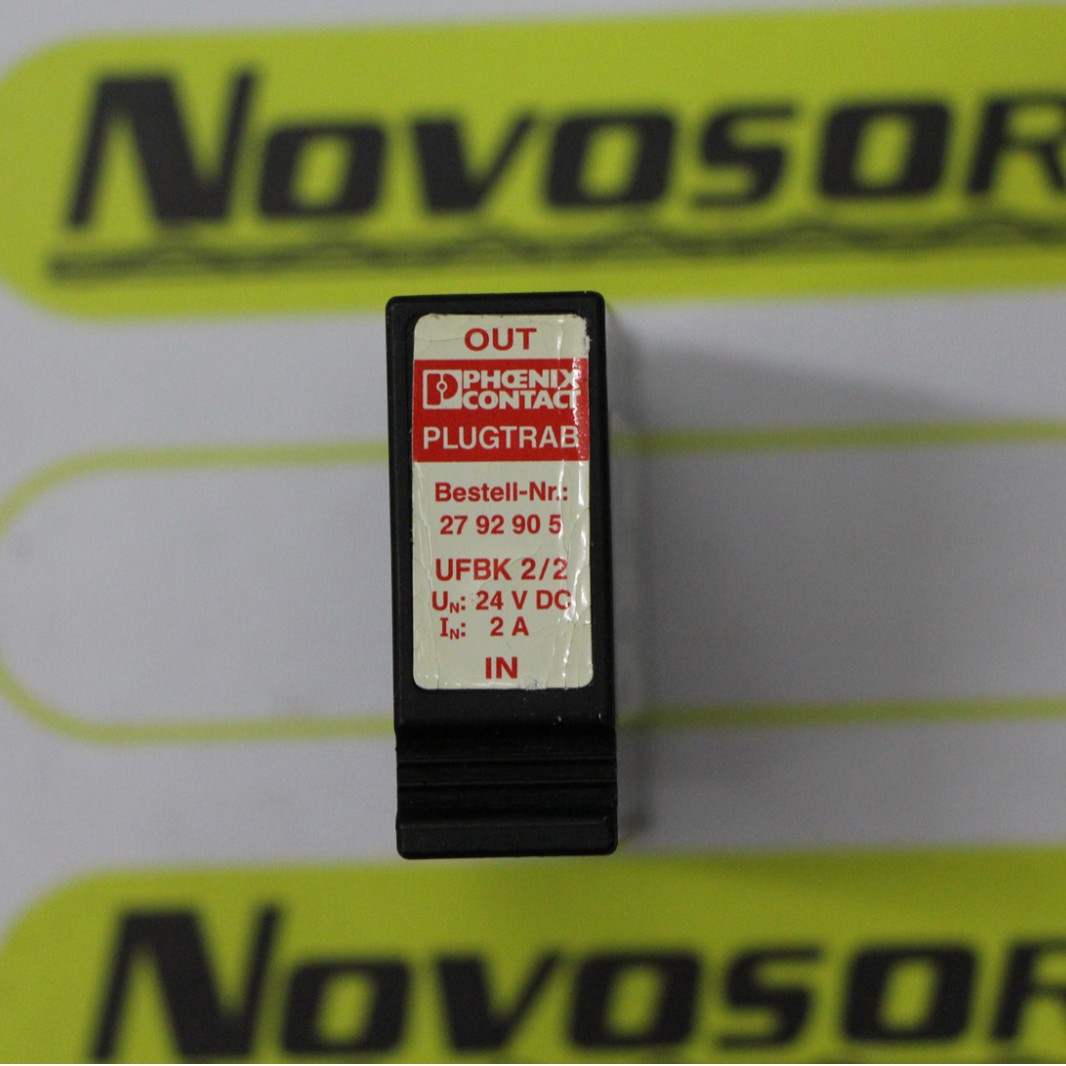 NOVOSOR
OUT
PHŒNIX
CONTACT
PLUGTRAB
Bestell-Nr.:
27 92 90 5
UFBK 2/2
UN: 24 V DC
IN: 2 A
IN
NOVOSOR